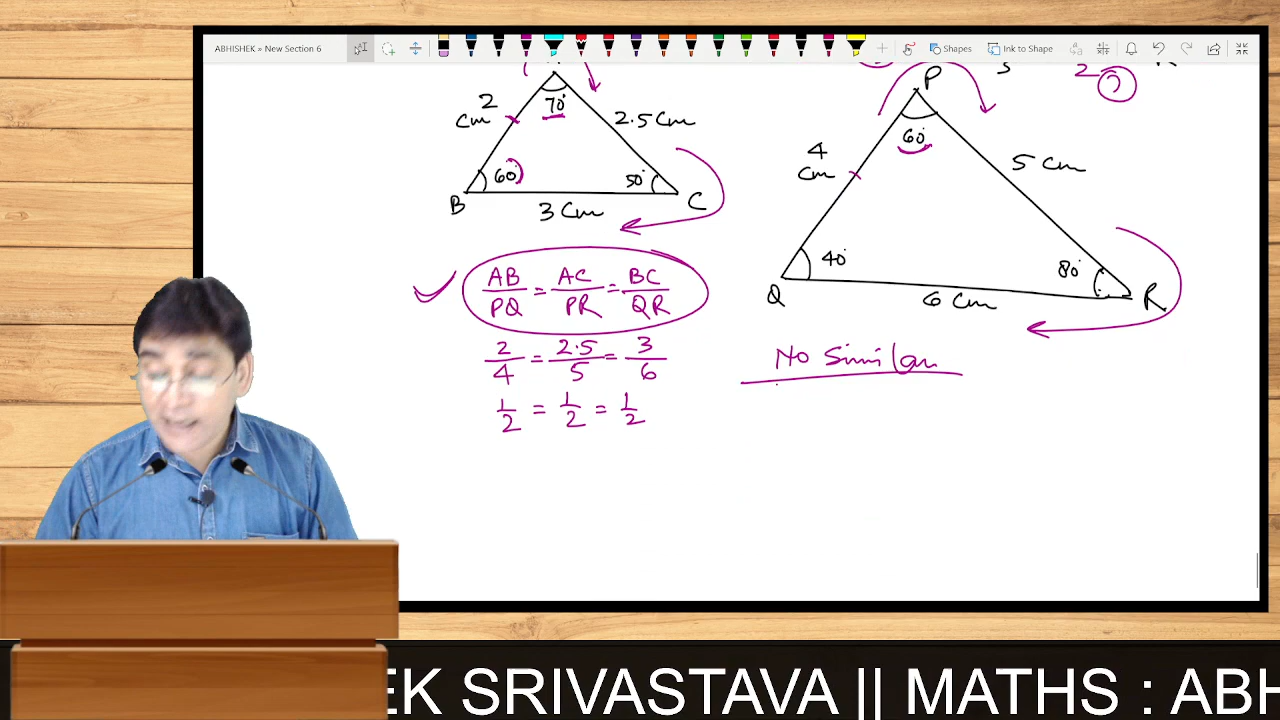 ABHISHEK » New Section 6
Shapes
Ink to Shape
P
2
cm
70°
2.5 Cm
60°
50°
B
3 Cm
C
4
cm
60°
5 Cm
40°
80°
Q
6 Cm
R
AB/PQ = AC/PR = BC/QR
2/4 = 2.5/5 = 3/6
1/2 = 1/2 = 1/2
No Similar
EK SRIVASTAVA || MATHS : ABH